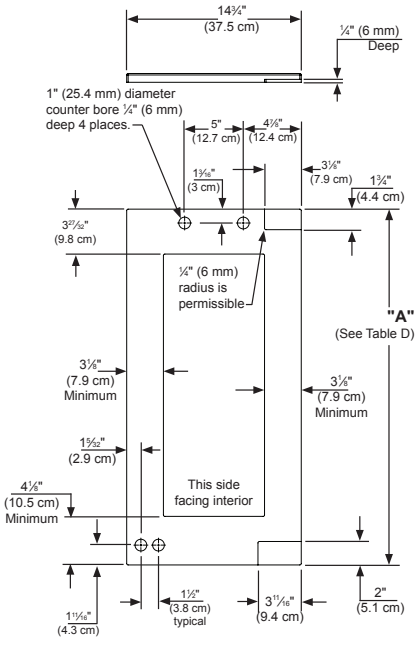 14¾"
(37.5 cm)
¼" (6 mm)
Deep
1" (25.4 mm) diameter
counter bore ¼" (6 mm)
deep 4 places.
5"
(12.7 cm)
4⅞"
(12.4 cm)
1³⁄₁₆"
(3 cm)
3⅛"
(7.9 cm)
1¾"
(4.4 cm)
3²⁷⁄₃₂"
(9.8 cm)
¼" (6 mm)
radius is
permissible
"A"
(See Table D)
3⅛"
(7.9 cm)
Minimum
3⅛"
(7.9 cm)
Minimum
1⁵⁄₃₂"
(2.9 cm)
4⅛"
(10.5 cm)
Minimum
This side
facing interior
1¹¹⁄₁₆"
(4.3 cm)
1½"
(3.8 cm)
typical
3¹¹⁄₁₆"
(9.4 cm)
2"
(5.1 cm)